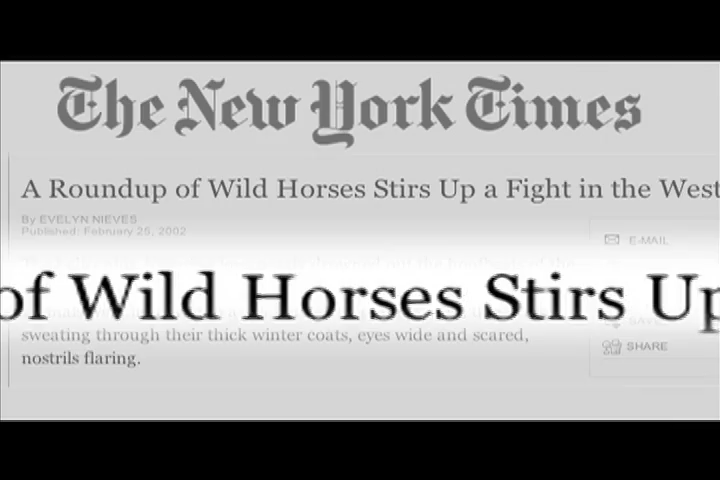 The New York Times
A Roundup of Wild Horses Stirs Up a Fight in the West
By EVELYN NIEVES
Published: February 25, 2002
E-MAIL
of Wild Horses Stirs Up
SAVE
sweating through their thick winter coats, eyes wide and scared,
SHARE
nostrils flaring.